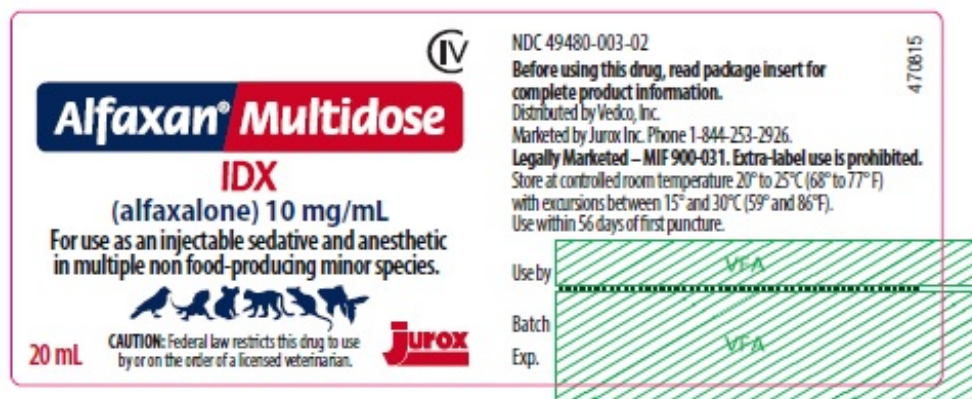 CIV
Alfaxan® Multidose
IDX
(alfaxalone) 10 mg/mL
For use as an injectable sedative and anesthetic
in multiple non food-producing minor species.
20 mL
CAUTION: Federal law restricts this drug to use
by or on the order of a licensed veterinarian.
jurox
NDC 49480-003-02
Before using this drug, read package insert for
complete product information.
Distributed by Vedco, Inc.
Marketed by Jurox Inc. Phone 1-844-253-2926.
Legally Marketed – MIF 900-031. Extra-label use is prohibited.
Store at controlled room temperature 20° to 25°C (68° to 77° F)
with excursions between 15° and 30°C (59° and 86°F).
Use within 56 days of first puncture.
470815
Use by
VFA
Batch
VFA
Exp.